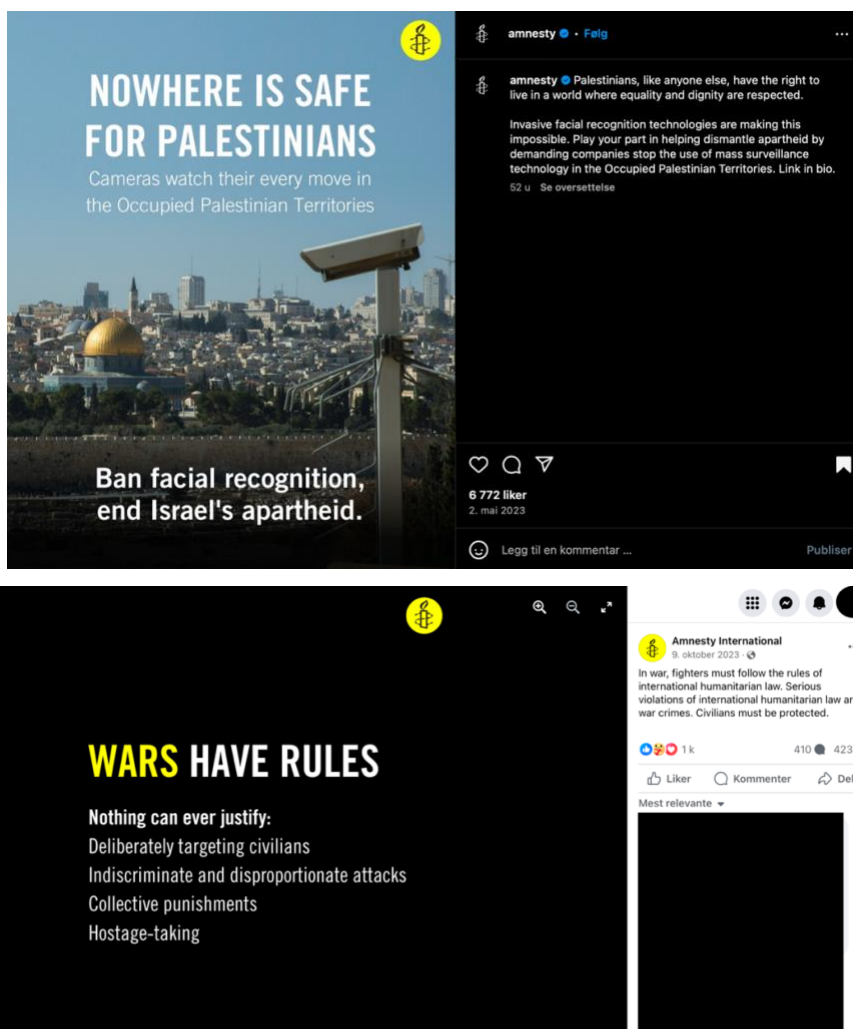 NOWHERE IS SAFE
FOR PALESTINIANS
Cameras watch their every move in
the Occupied Palestinian Territories
Ban facial recognition,
end Israel's apartheid.
amnesty • Følg
amnesty Palestinians, like anyone else, have the right to
live in a world where equality and dignity are respected.
Invasive facial recognition technologies are making this
impossible. Play your part in helping dismantle apartheid by
demanding companies stop the use of mass surveillance
technology in the Occupied Palestinian Territories. Link in bio.
52 u Se oversettelse
6 772 liker
2. mai 2023
Legg til en kommentar ...
Publiser
WARS HAVE RULES
Nothing can ever justify:
Deliberately targeting civilians
Indiscriminate and disproportionate attacks
Collective punishments
Hostage-taking
Amnesty International
9. oktober 2023 ·
In war, fighters must follow the rules of
international humanitarian law. Serious
violations of international humanitarian law ar
war crimes. Civilians must be protected.
1 k 410 423
Liker Kommenter Del
Mest relevante